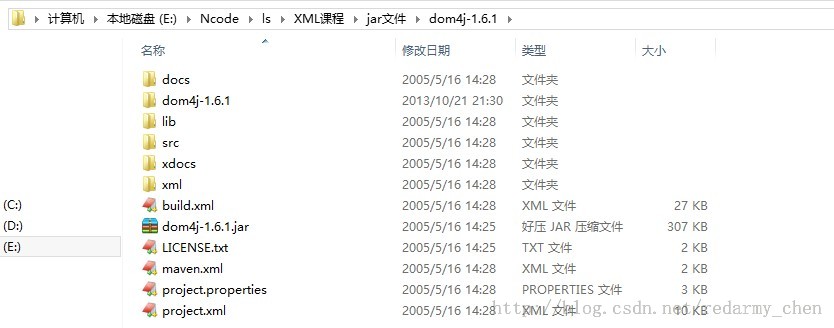 计算机 本地磁盘 (E:) Ncode ls XML课程 jar文件 dom4j-1.6.1
名称 修改日期 类型 大小
docs 2005/5/16 14:28 文件夹
dom4j-1.6.1 2013/10/21 21:30 文件夹
lib 2005/5/16 14:28 文件夹
src 2005/5/16 14:28 文件夹
xdocs 2005/5/16 14:28 文件夹
xml 2005/5/16 14:28 文件夹
(C:) build.xml 2005/5/16 14:28 XML 文件 27 KB
(D:) dom4j-1.6.1.jar 2005/5/16 14:25 好压 JAR 压缩文件 307 KB
(E:) LICENSE.txt 2005/5/16 14:25 TXT 文件 2 KB
maven.xml 2005/5/16 14:28 XML 文件 2 KB
project.properties 2005/5/16 14:28 PROPERTIES 文件 3 KB
project.xml 2005/5/16 14:28 XML 文件 10 KB
http://blog.csdn.net/redarmy_chen